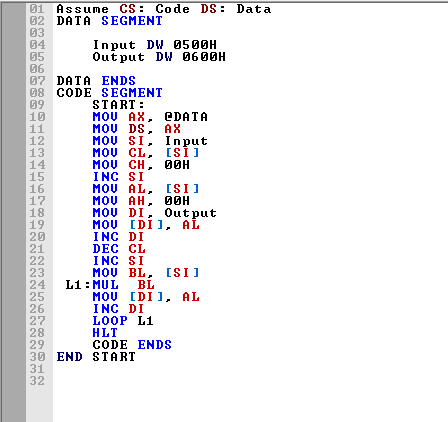 01 Assume CS: Code DS: Data
02 DATA SEGMENT
03
04 Input DW 0500H
05 Output DW 0600H
06
07 DATA ENDS
08 CODE SEGMENT
09 START:
10 MOV AX, @DATA
11 MOV DS, AX
12 MOV SI, Input
13 MOV CL, [SI]
14 MOV CH, 00H
15 INC SI
16 MOV AL, [SI]
17 MOV AH, 00H
18 MOV DI, Output
19 MOV [DI], AL
20 INC DI
21 DEC CL
22 INC SI
23 MOV BL, [SI]
24 L1:MUL BL
25 MOV [DI], AL
26 INC DI
27 LOOP L1
28 HLT
29 CODE ENDS
30 END START
31
32